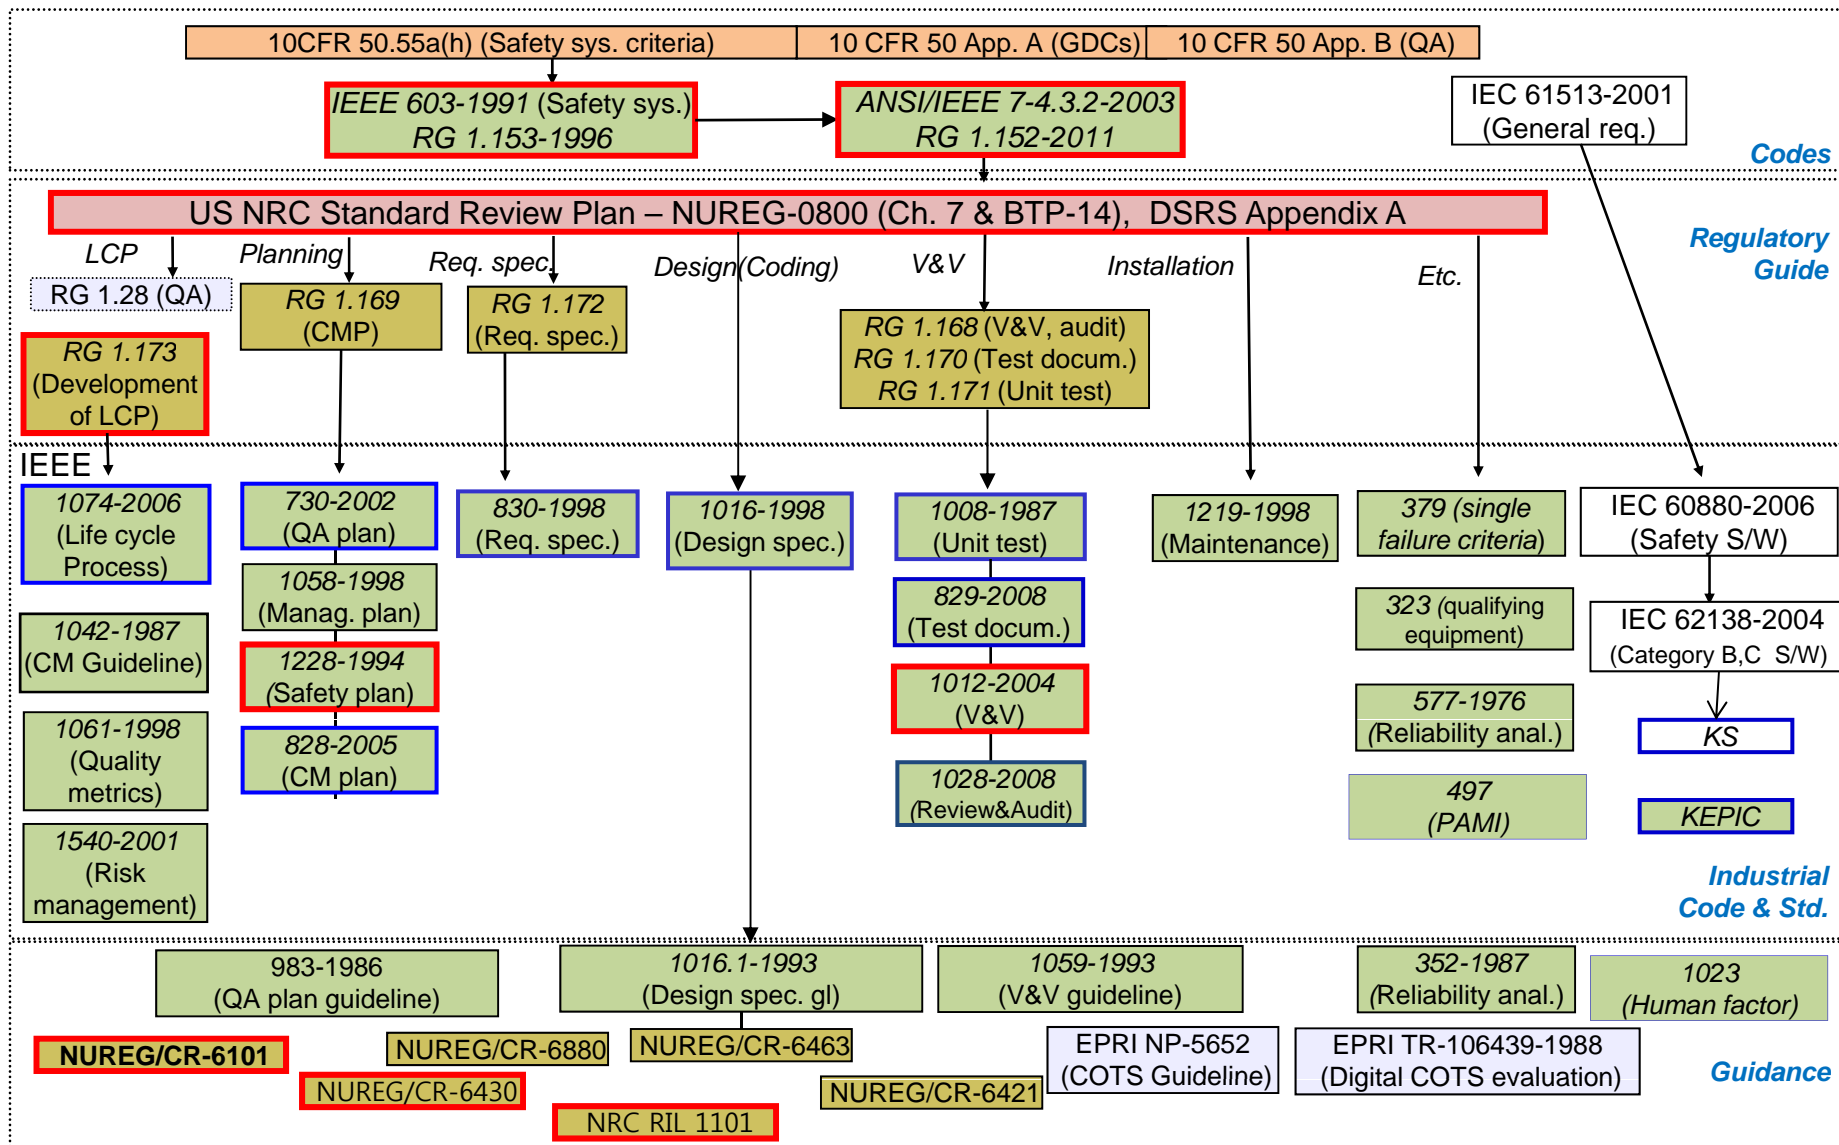 10CFR 50.55a(h) (Safety sys. criteria)
10 CFR 50 App. A (GDCs)
10 CFR 50 App. B (QA)
IEEE 603-1991 (Safety sys.)
RG 1.153-1996
ANSI/IEEE 7-4.3.2-2003
RG 1.152-2011
IEC 61513-2001
(General req.)
Codes
US NRC Standard Review Plan – NUREG-0800 (Ch. 7 & BTP-14), DSRS Appendix A
Regulatory
Guide
LCP
Planning
Req. spec.
Design(Coding)
V&V
Installation
Etc.
RG 1.28 (QA)
RG 1.173
(Development
of LCP)
RG 1.169
(CMP)
RG 1.172
(Req. spec.)
RG 1.168 (V&V, audit)
RG 1.170 (Test docum.)
RG 1.171 (Unit test)
IEEE
1074-2006
(Life cycle
Process)
1042-1987
(CM Guideline)
1061-1998
(Quality
metrics)
1540-2001
(Risk
management)
730-2002
(QA plan)
1058-1998
(Manag. plan)
1228-1994
(Safety plan)
828-2005
(CM plan)
830-1998
(Req. spec.)
1016-1998
(Design spec.)
1008-1987
(Unit test)
829-2008
(Test docum.)
1012-2004
(V&V)
1028-2008
(Review&Audit)
1219-1998
(Maintenance)
379 (single
failure criteria)
323 (qualifying
equipment)
577-1976
(Reliability anal.)
497
(PAMI)
IEC 60880-2006
(Safety S/W)
IEC 62138-2004
(Category B,C S/W)
KS
KEPIC
Industrial
Code & Std.
983-1986
(QA plan guideline)
1016.1-1993
(Design spec. gl)
1059-1993
(V&V guideline)
352-1987
(Reliability anal.)
1023
(Human factor)
NUREG/CR-6101
NUREG/CR-6880
NUREG/CR-6463
NUREG/CR-6430
NUREG/CR-6421
NRC RIL 1101
EPRI NP-5652
(COTS Guideline)
EPRI TR-106439-1988
(Digital COTS evaluation)
Guidance